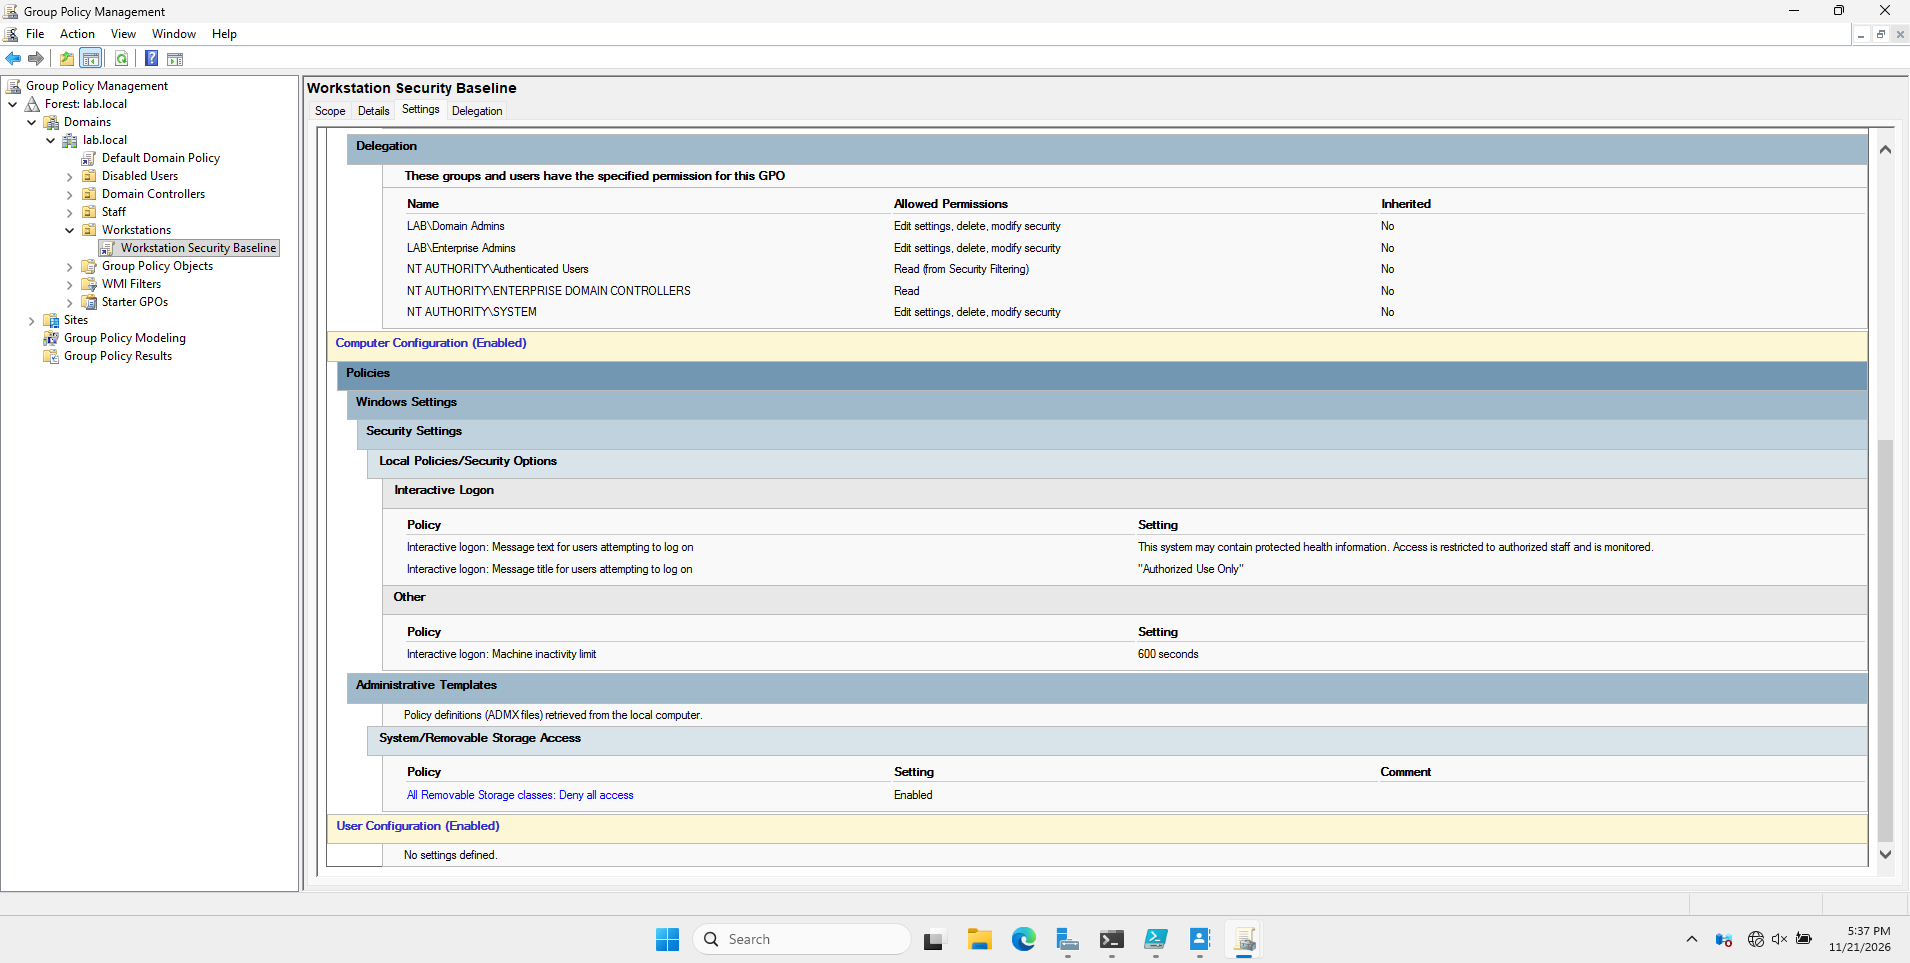 Group Policy Management
File Action View Window Help
Group Policy Management
Forest: lab.local
Domains
lab.local
Default Domain Policy
Disabled Users
Domain Controllers
Staff
Workstations
Workstation Security Baseline
Group Policy Objects
WMI Filters
Starter GPOs
Sites
Group Policy Modeling
Group Policy Results
Workstation Security Baseline
Scope Details Settings Delegation
Delegation
These groups and users have the specified permission for this GPO
Name Allowed Permissions Inherited
LAB\Domain Admins Edit settings, delete, modify security No
LAB\Enterprise Admins Edit settings, delete, modify security No
NT AUTHORITY\Authenticated Users Read (from Security Filtering) No
NT AUTHORITY\ENTERPRISE DOMAIN CONTROLLERS Read No
NT AUTHORITY\SYSTEM Edit settings, delete, modify security No
Computer Configuration (Enabled)
Policies
Windows Settings
Security Settings
Local Policies/Security Options
Interactive Logon
Policy Setting
Interactive logon: Message text for users attempting to log on This system may contain protected health information. Access is restricted to authorized staff and is monitored.
Interactive logon: Message title for users attempting to log on "Authorized Use Only"
Other
Policy Setting
Interactive logon: Machine inactivity limit 600 seconds
Administrative Templates
Policy definitions (ADMX files) retrieved from the local computer.
System/Removable Storage Access
Policy Setting Comment
All Removable Storage classes: Deny all access Enabled
User Configuration (Enabled)
No settings defined.
Search
5:37 PM
11/21/2026